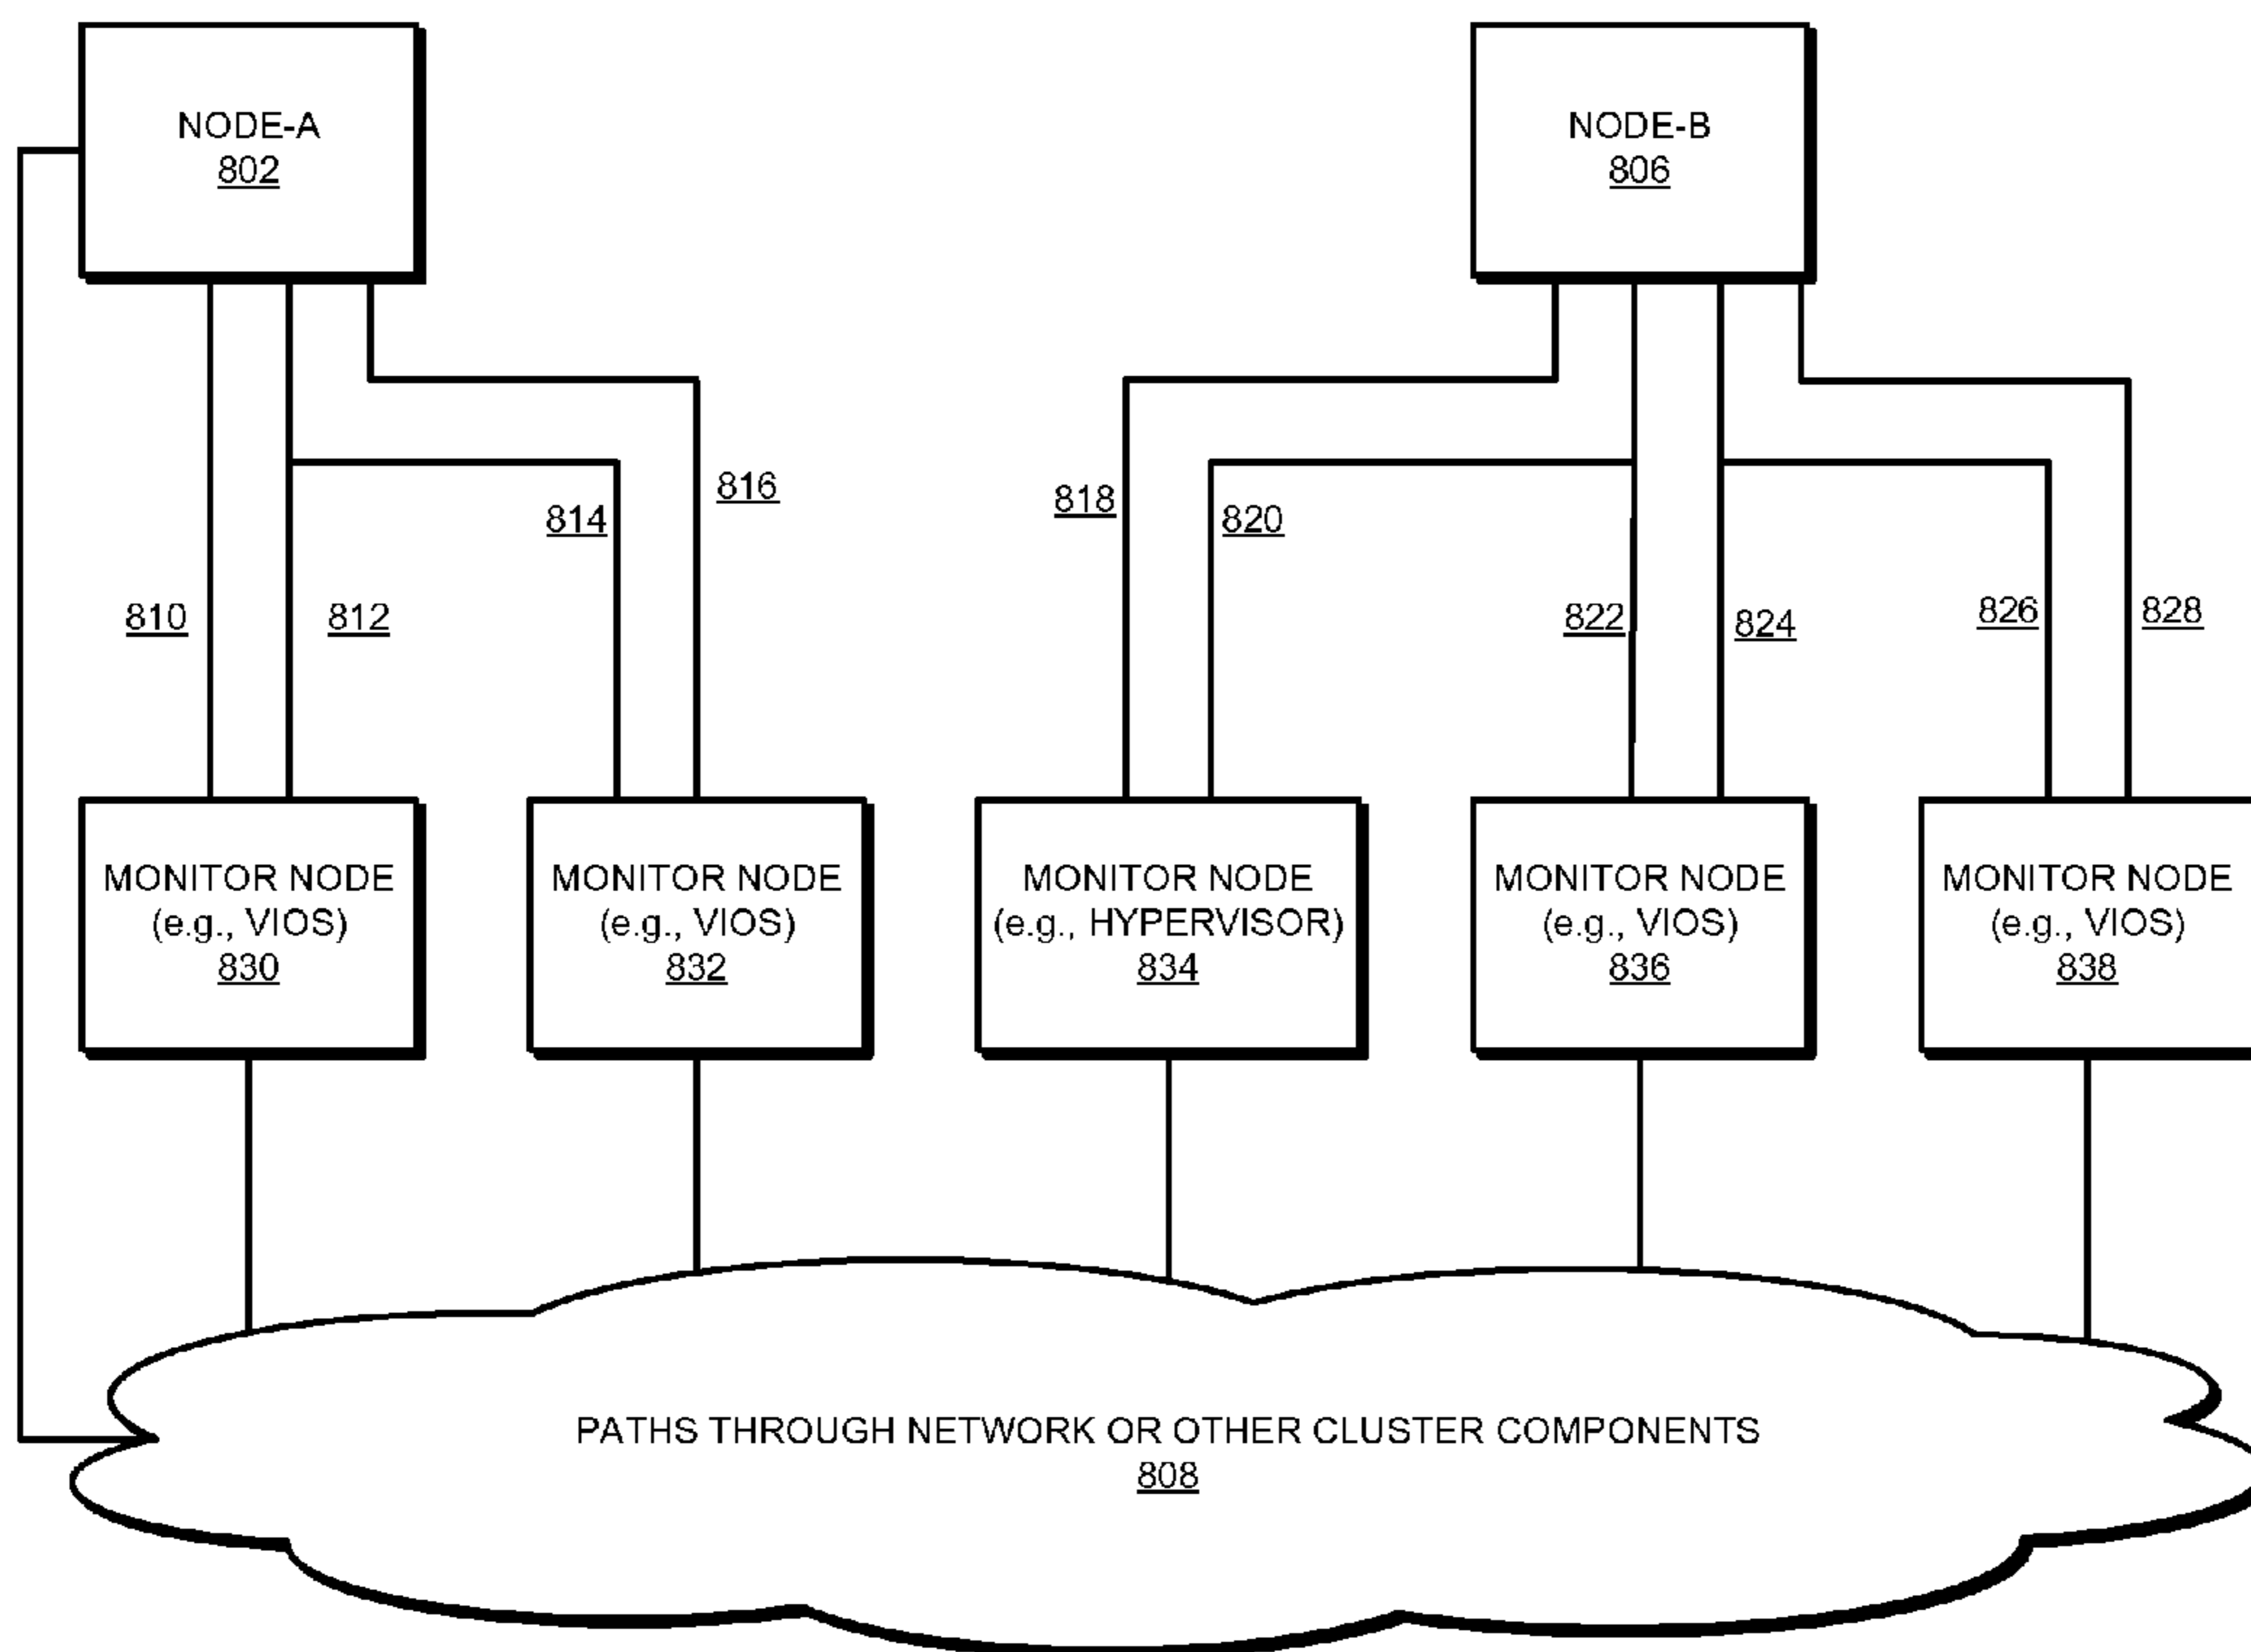 NODE-A
802
NODE-B
806
816
814
818
820
810
812
822
824
826
828
MONITOR NODE
(e.g., VIOS)
830
MONITOR NODE
(e.g., VIOS)
832
MONITOR NODE
(e.g., HYPERVISOR)
834
MONITOR NODE
(e.g., VIOS)
836
MONITOR NODE
(e.g., VIOS)
838
PATHS THROUGH NETWORK OR OTHER CLUSTER COMPONENTS
808